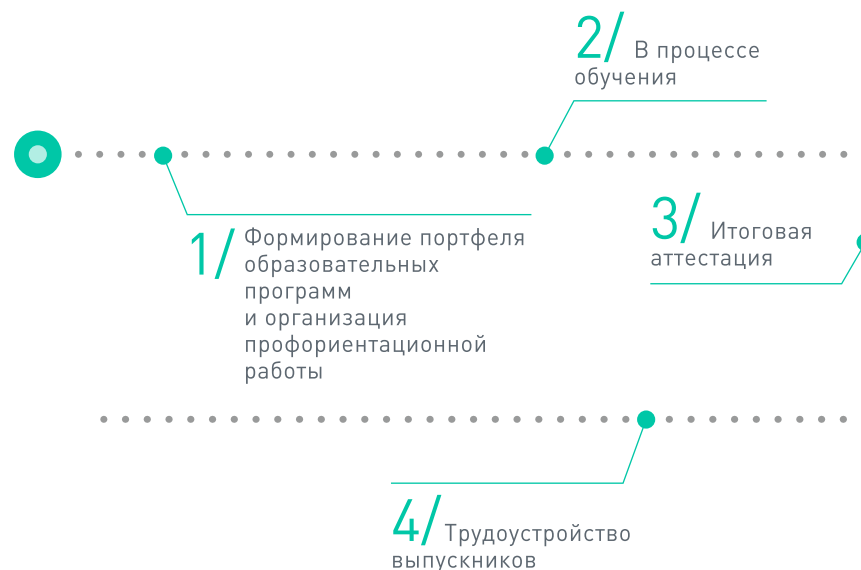 2/ В процессе
обучения
1/ Формирование портфеля
образовательных
программ
и организация
профориентационной
работы
3/ Итоговая
аттестация
4/ Трудоустройство
выпускников